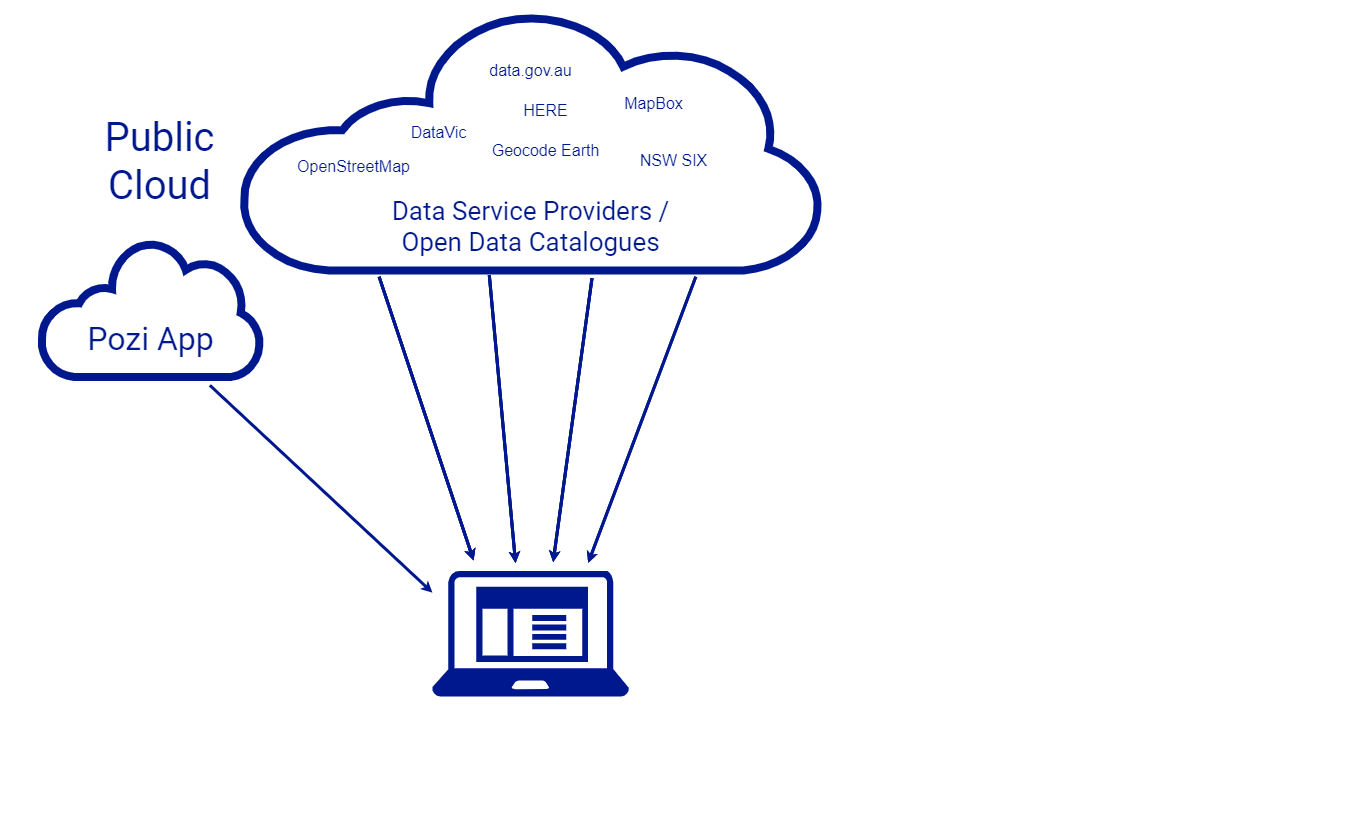 data.gov.au
HERE
MapBox
DataVic
Geocode Earth
NSW SIX
OpenStreetMap
Data Service Providers /
Open Data Catalogues
Public
Cloud
Pozi App